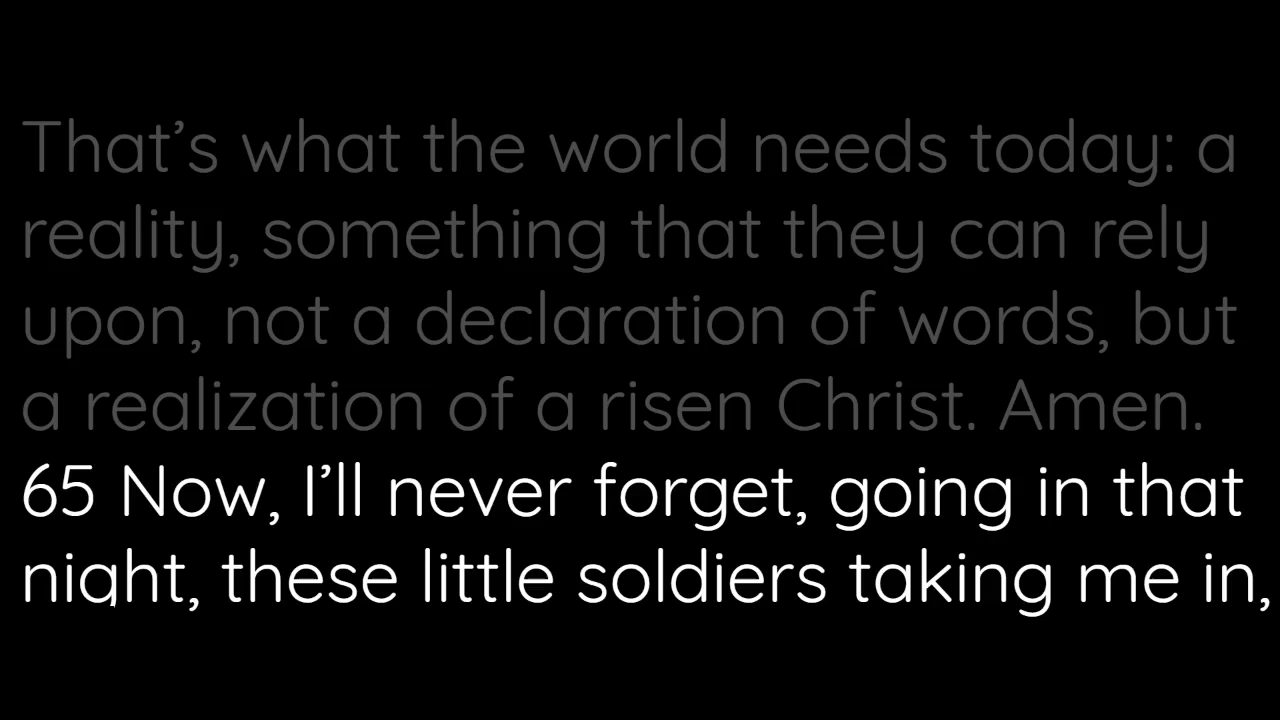 That’s what the world needs today: a
reality, something that they can rely
upon, not a declaration of words, but
a realization of a risen Christ. Amen.
65 Now, I’ll never forget, going in that
night, these little soldiers taking me in,